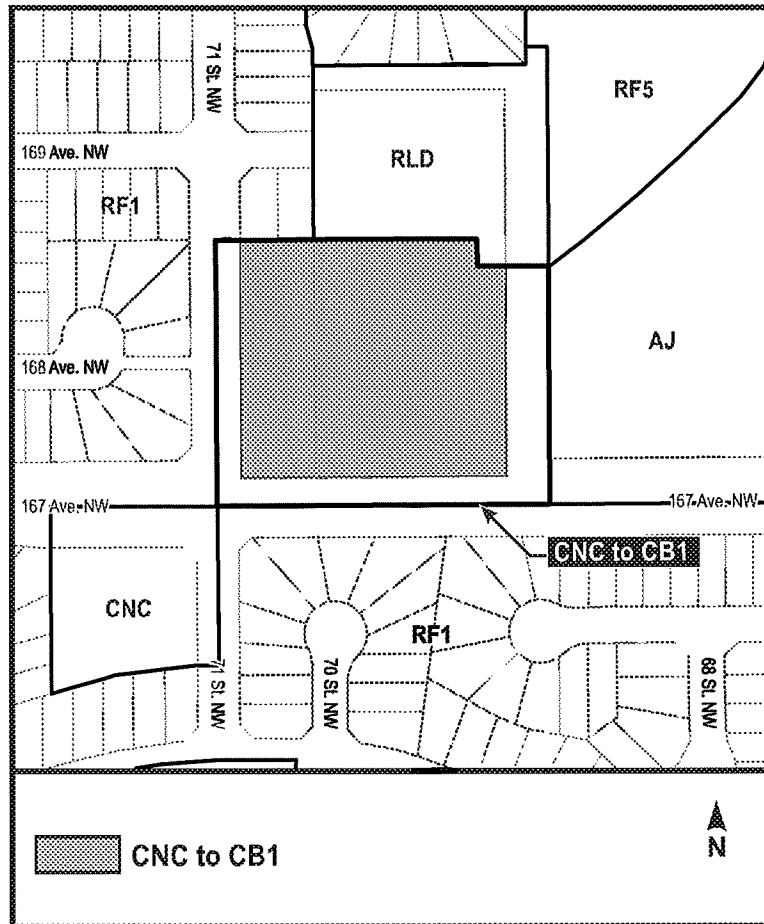 71 St. NW
RF5
169 Ave. NW
RLD
RF1
AJ
168 Ave. NW
167 Ave. NW
167 Ave. NW
CNC to CB1
CNC
RF1
71 St. NW
70 St. NW
68 St. NW
CNC to CB1
N